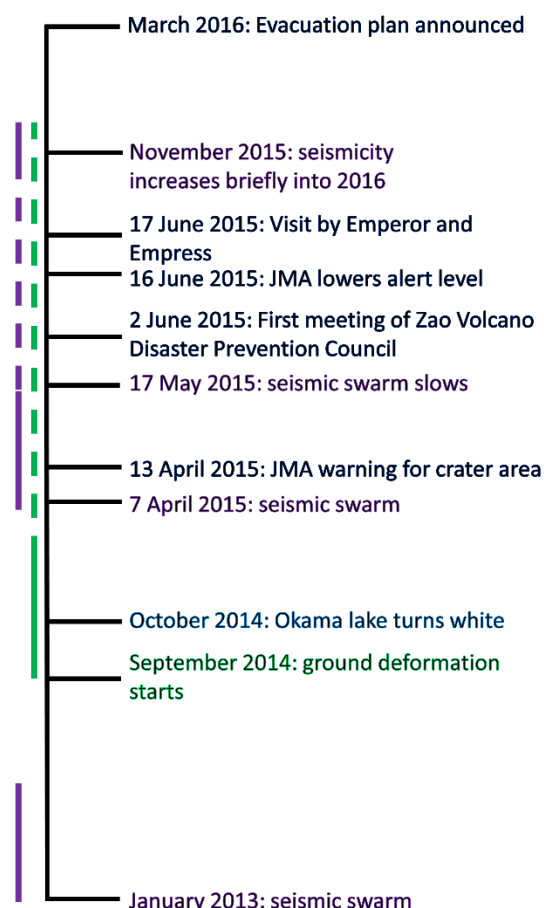 March 2016: Evacuation plan announced
November 2015: seismicity
increases briefly into 2016
17 June 2015: Visit by Emperor and
Empress
16 June 2015: JMA lowers alert level
2 June 2015: First meeting of Zao Volcano
Disaster Prevention Council
17 May 2015: seismic swarm slows
13 April 2015: JMA warning for crater area
7 April 2015: seismic swarm
October 2014: Okama lake turns white
September 2014: ground deformation
starts
January 2013: seismic swarm